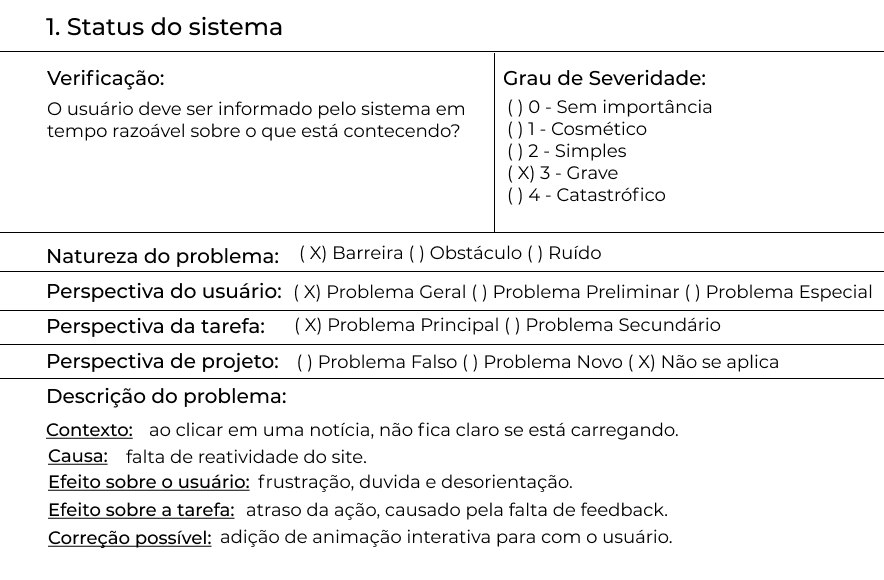 1. Status do sistema
Verificação:
O usuário deve ser informado pelo sistema em
tempo razoável sobre o que está contecendo?
Grau de Severidade:
( ) 0 - Sem importância
( ) 1 - Cosmético
( ) 2 - Simples
( X) 3 - Grave
( ) 4 - Catastrófico
Natureza do problema: ( X) Barreira ( ) Obstáculo ( ) Ruído
Perspectiva do usuário: ( X) Problema Geral ( ) Problema Preliminar ( ) Problema Especial
Perspectiva da tarefa: ( X) Problema Principal ( ) Problema Secundário
Perspectiva de projeto: ( ) Problema Falso ( ) Problema Novo ( X) Não se aplica
Descrição do problema:
Contexto: ao clicar em uma notícia, não fica claro se está carregando.
Causa: falta de reatividade do site.
Efeito sobre o usuário: frustração, duvida e desorientação.
Efeito sobre a tarefa: atraso da ação, causado pela falta de feedback.
Correção possível: adição de animação interativa para com o usuário.